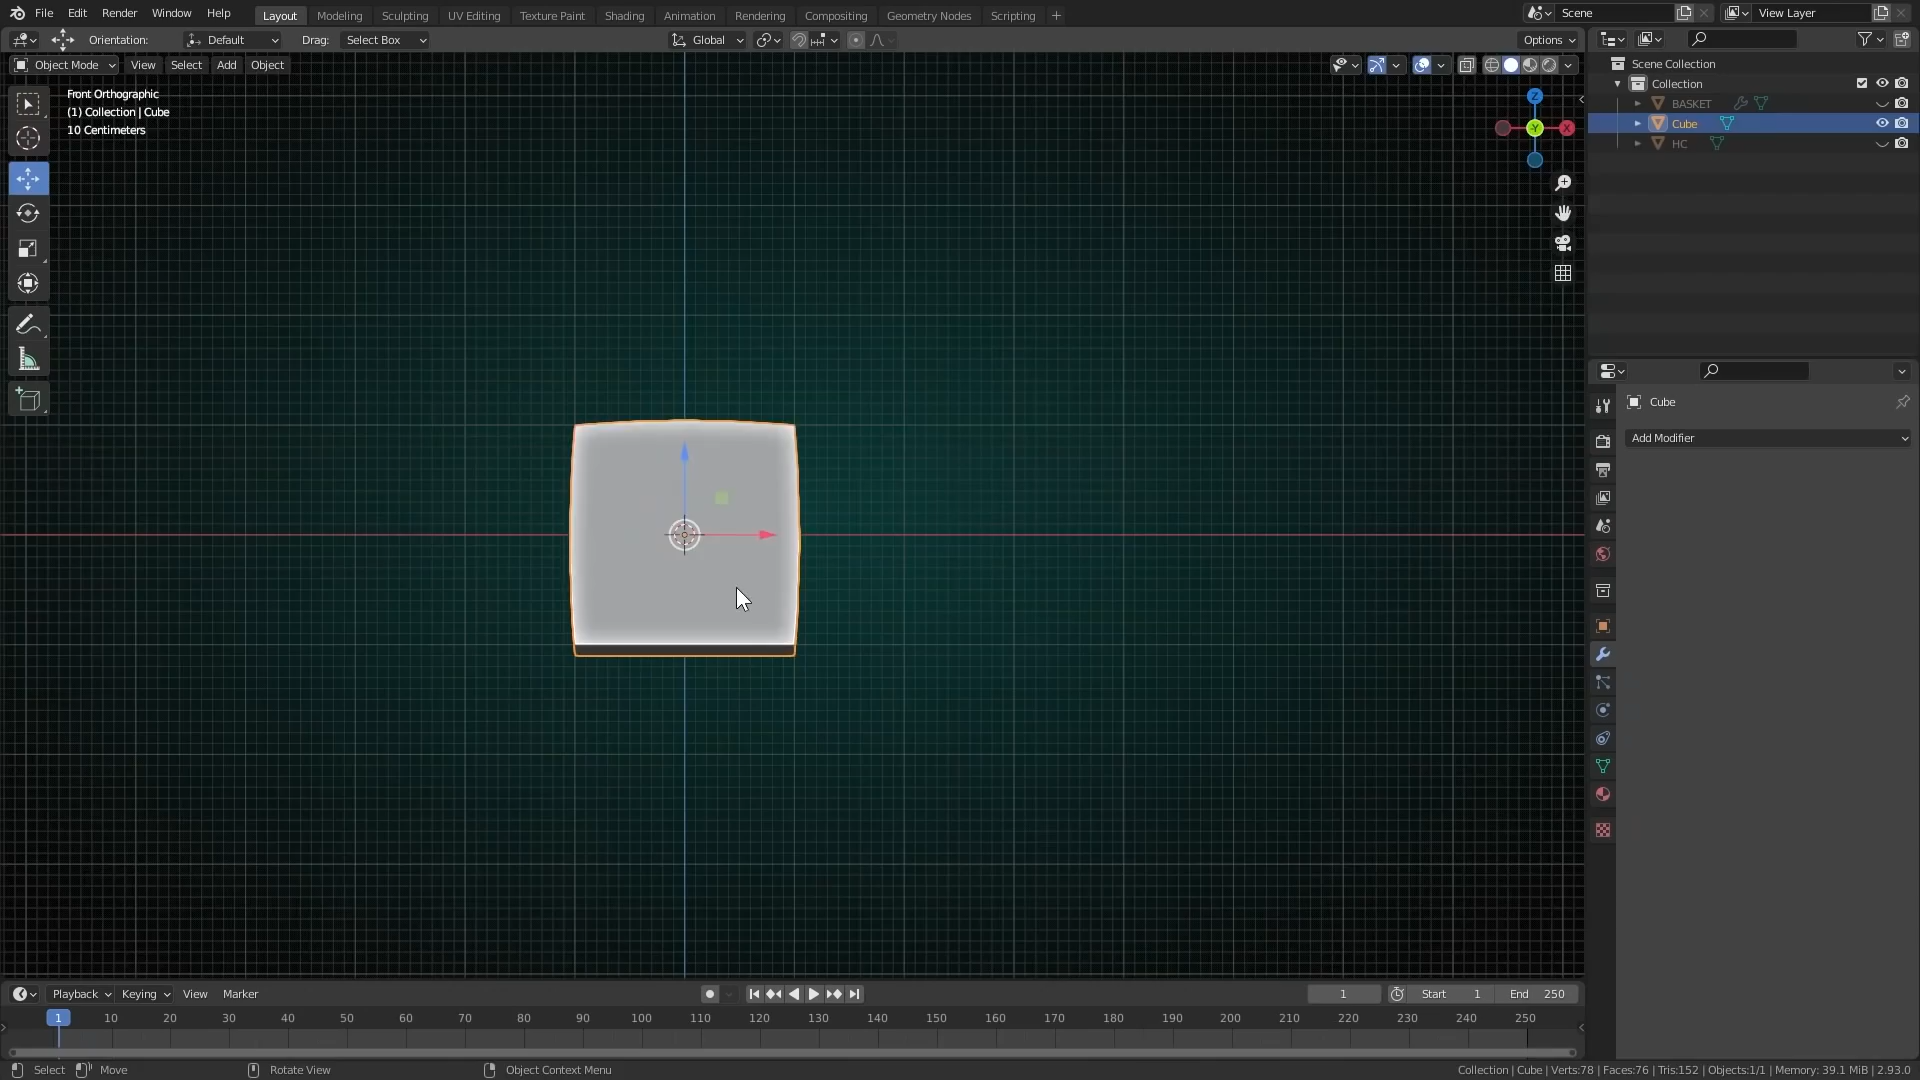 File Edit Render Window Help Layout Modeling Sculpting UV Editing Texture Paint Shading Animation Rendering Compositing Geometry Nodes Scripting + Scene View Layer
Orientation: Default Drag: Select Box Global Options
Object Mode View Select Add Object
Scene Collection
Collection
BASKET
Cube
HC
Front Orthographic
(1) Collection | Cube
10 Centimeters
Z
-Y
X
Cube
Add Modifier
Playback Keying View Marker 1 Start 1 End 250
1 10 20 30 40 50 60 70 80 90 100 110 120 130 140 150 160 170 180 190 200 210 220 230 240 250
Select Move Rotate View Object Context Menu Collection | Cube | Verts:78 | Faces:76 | Tris:152 | Objects:1/1 | Memory: 39.1 MiB | 2.93.0